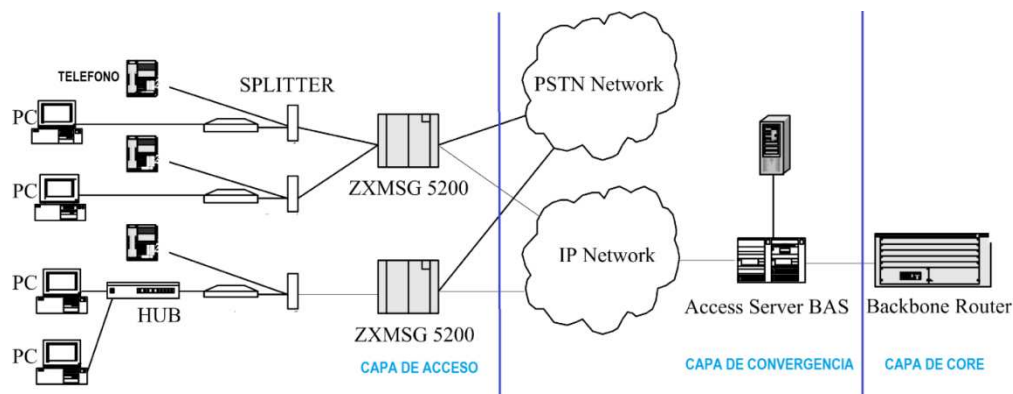 TELEFONO
SPLITTER
PC
PC
ZXMSG 5200
PC
HUB
ZXMSG 5200
PC
CAPA DE ACCESO
PSTN Network
IP Network
Access Server BAS
CAPA DE CONVERGENCIA
Backbone Router
CAPA DE CORE